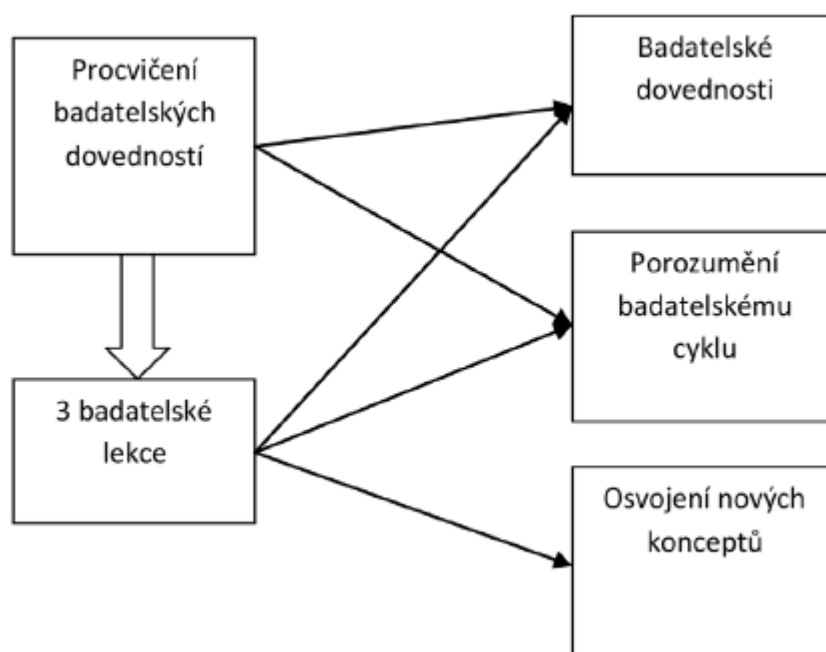 Procvičení
badatelských
dovedností
3 badatelské
lekce
Badatelské
dovednosti
Porozumění
badatelskému
cyklu
Osvojení nových
konceptů